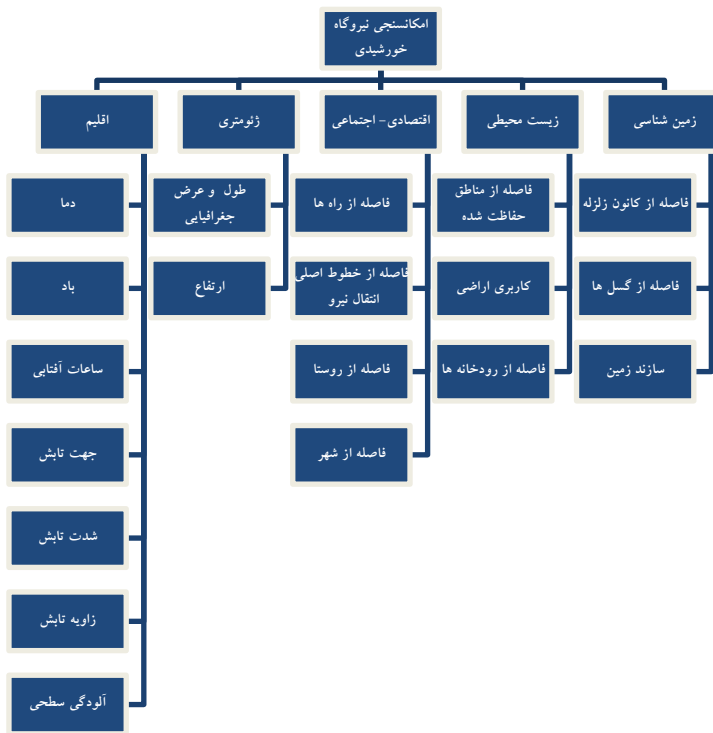 امکانسنجی نیروگاه
خورشیدی
زمین شناسی
زیست محیطی
اقتصادی- اجتماعی
ژئومتری
اقلیم
فاصله از کانون زلزله
فاصله از گسل ها
سازند زمین
فاصله از مناطق
حفاظت شده
کاربری اراضی
فاصله از رودخانه ها
فاصله از راه ها
فاصله از خطوط اصلی
انتقال نیرو
فاصله از روستا
فاصله از شهر
طول و عرض
جغرافیایی
ارتفاع
دما
باد
ساعات آفتابی
جهت تابش
شدت تابش
زاویه تابش
آلودگی سطحی